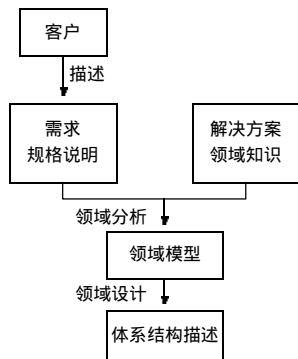 客户
描述
需求
规格说明
解决方案
领域知识
领域分析
领域模型
领域设计
体系结构描述